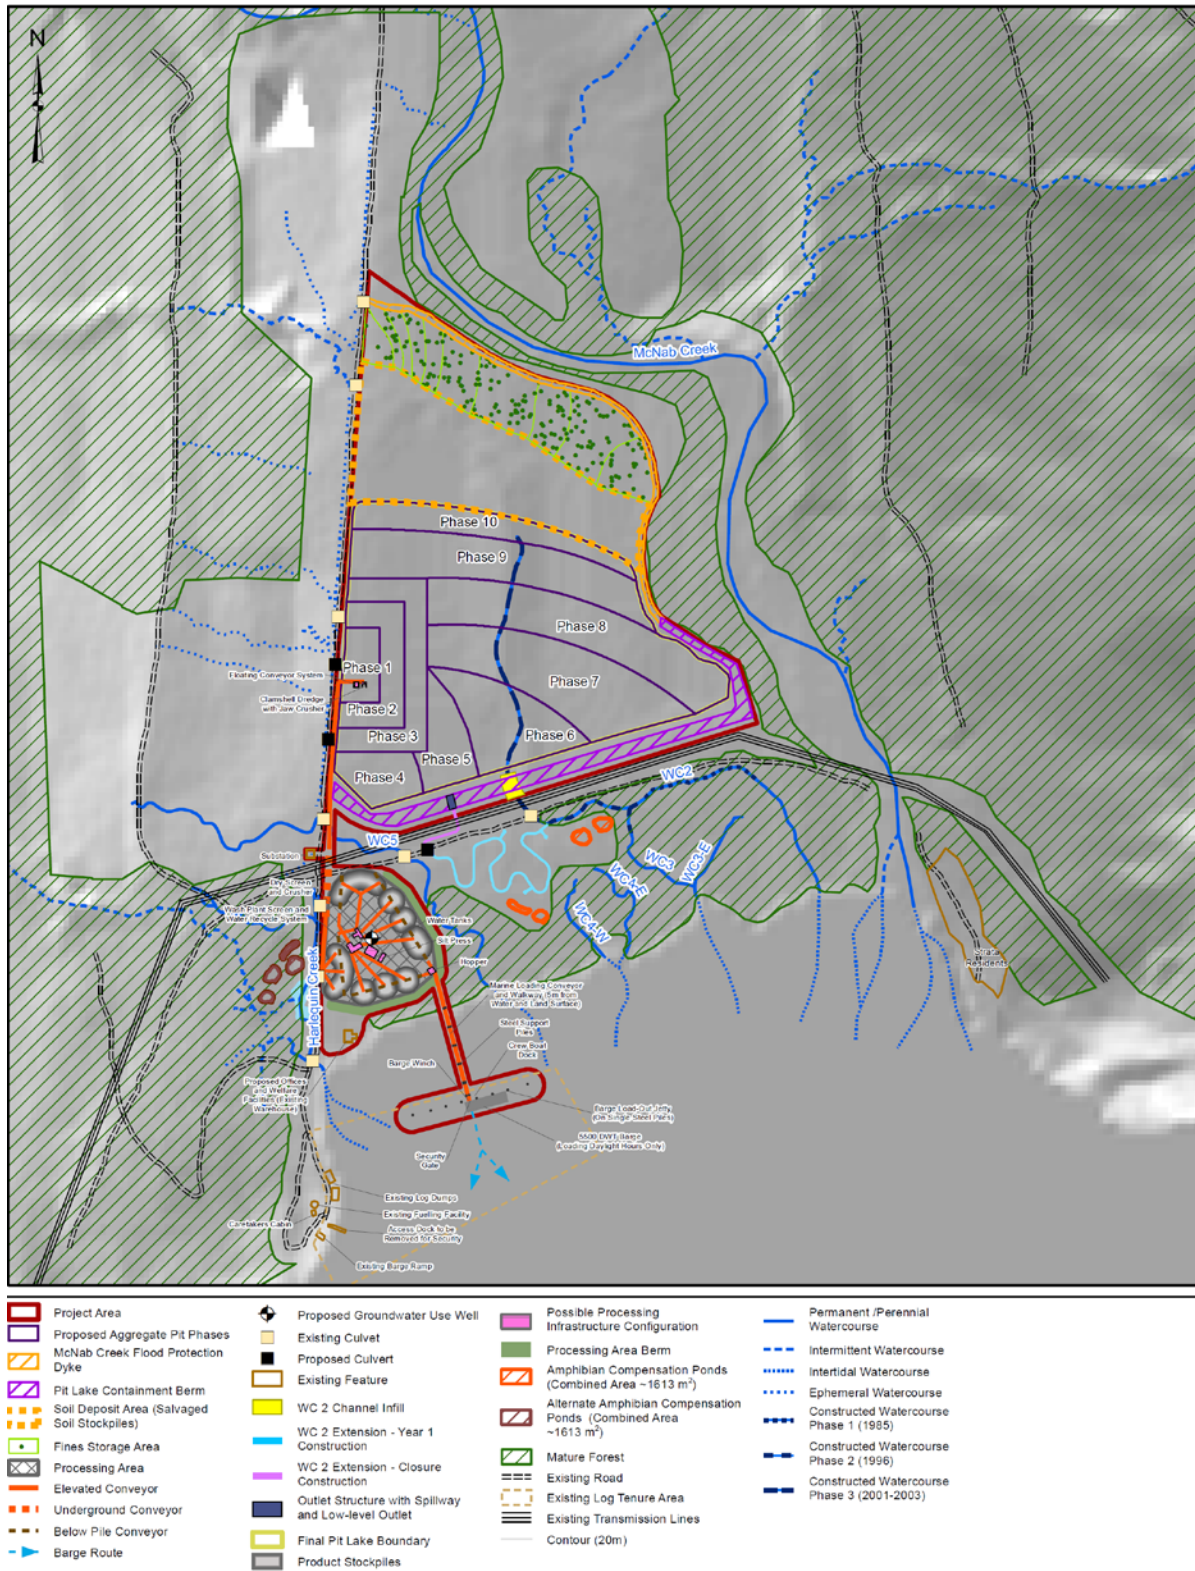 N
McNab Creek
Phase 10
Phase 9
Phase 8
Phase 1
Floating Conveyor System
Clamshell Dredge
with Jaw Crusher
Phase 2
Phase 7
Phase 3
Phase 6
Phase 5
Phase 4
WC2
WC5
Substation
WC3
WC3-E
WC4-E
WC4-W
Dry Screen
and Crusher
Wash Plant Screen and
Water Recycle System
Water Tanks
Silt Press
Hopper
Harlequin Creek
Strata
Residents
Marine Loading Conveyor
and Walkway (5m from
Water and Land Surface)
Steel Support
Piles
Crew Boat
Dock
Barge Winch
Proposed Offices
and Welfare
Facilities (Existing
Warehouse)
Barge Load-Out Jetty
(On Single Steel Piles)
5500 DWT Barge
(Loading Daylight Hours Only)
Security
Gate
Existing Log Dumps
Existing Fuelling Facility
Caretakers Cabin
Access Dock to be
Removed for Security
Existing Barge Ramp
Project Area
Proposed Aggregate Pit Phases
McNab Creek Flood Protection
Dyke
Pit Lake Containment Berm
Soil Deposit Area (Salvaged
Soil Stockpiles)
Fines Storage Area
Processing Area
Elevated Conveyor
Underground Conveyor
Below Pile Conveyor
Barge Route
Proposed Groundwater Use Well
Existing Culvet
Proposed Culvert
Existing Feature
WC 2 Channel Infill
WC 2 Extension - Year 1
Construction
WC 2 Extension - Closure
Construction
Outlet Structure with Spillway
and Low-level Outlet
Final Pit Lake Boundary
Product Stockpiles
Possible Processing
Infrastructure Configuration
Processing Area Berm
Amphibian Compensation Ponds
(Combined Area ~1613 m²)
Alternate Amphibian Compensation
Ponds (Combined Area
~1613 m²)
Mature Forest
Existing Road
Existing Log Tenure Area
Existing Transmission Lines
Contour (20m)
Permanent /Perennial
Watercourse
Intermittent Watercourse
Intertidal Watercourse
Ephemeral Watercourse
Constructed Watercourse
Phase 1 (1985)
Constructed Watercourse
Phase 2 (1996)
Constructed Watercourse
Phase 3 (2001-2003)